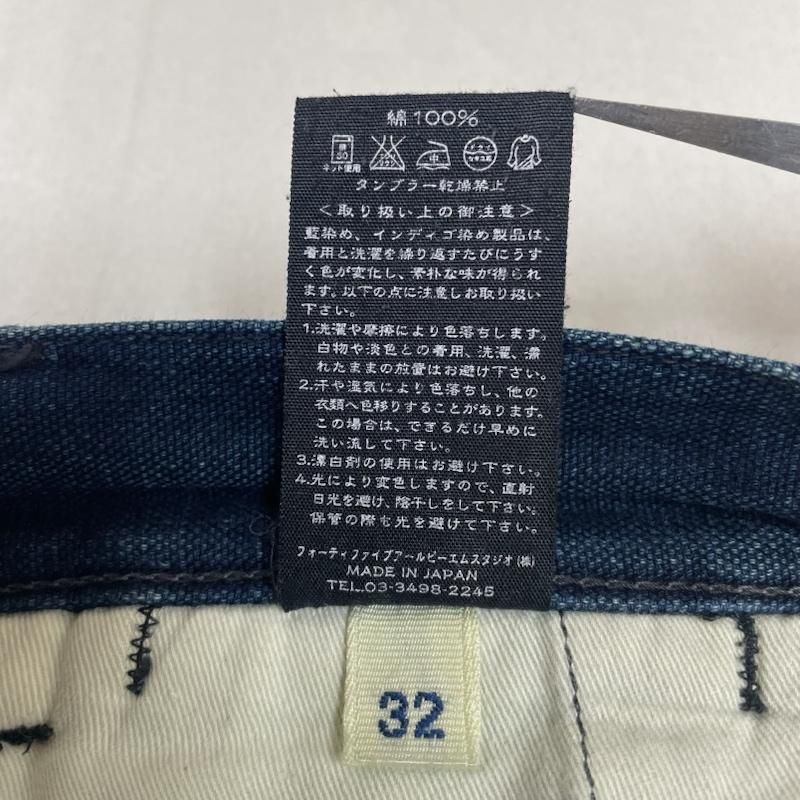 綿100%
弱
30
中
ネット使用
タンブラー乾燥禁止
<取り扱い上の御注意>
藍染め、インディゴ染め製品は、
着用と洗濯を繰り返すたびにうす
く色が変化し、素朴な味が得られ
ます。以下の点に注意しお取り扱い
下さい。
1.洗濯や摩擦により色落ちします。
白物や淡色との着用、洗濯、濡
れたままの放置はお避け下さい。
2.汗や湿気により色落ちし、他の
衣類へ色移りすることがあります。
この場合は、できるだけ早めに
洗い流して下さい。
3.漂白剤の使用はお避け下さい。
4.光により変色しますので、直射
日光を避け、陰干しをして下さい。
保管の際も光を避けて下さい。
フォーティファイブアールピーエムスタジオ(株)
MADE IN JAPAN
TEL.03-3498-2245
32